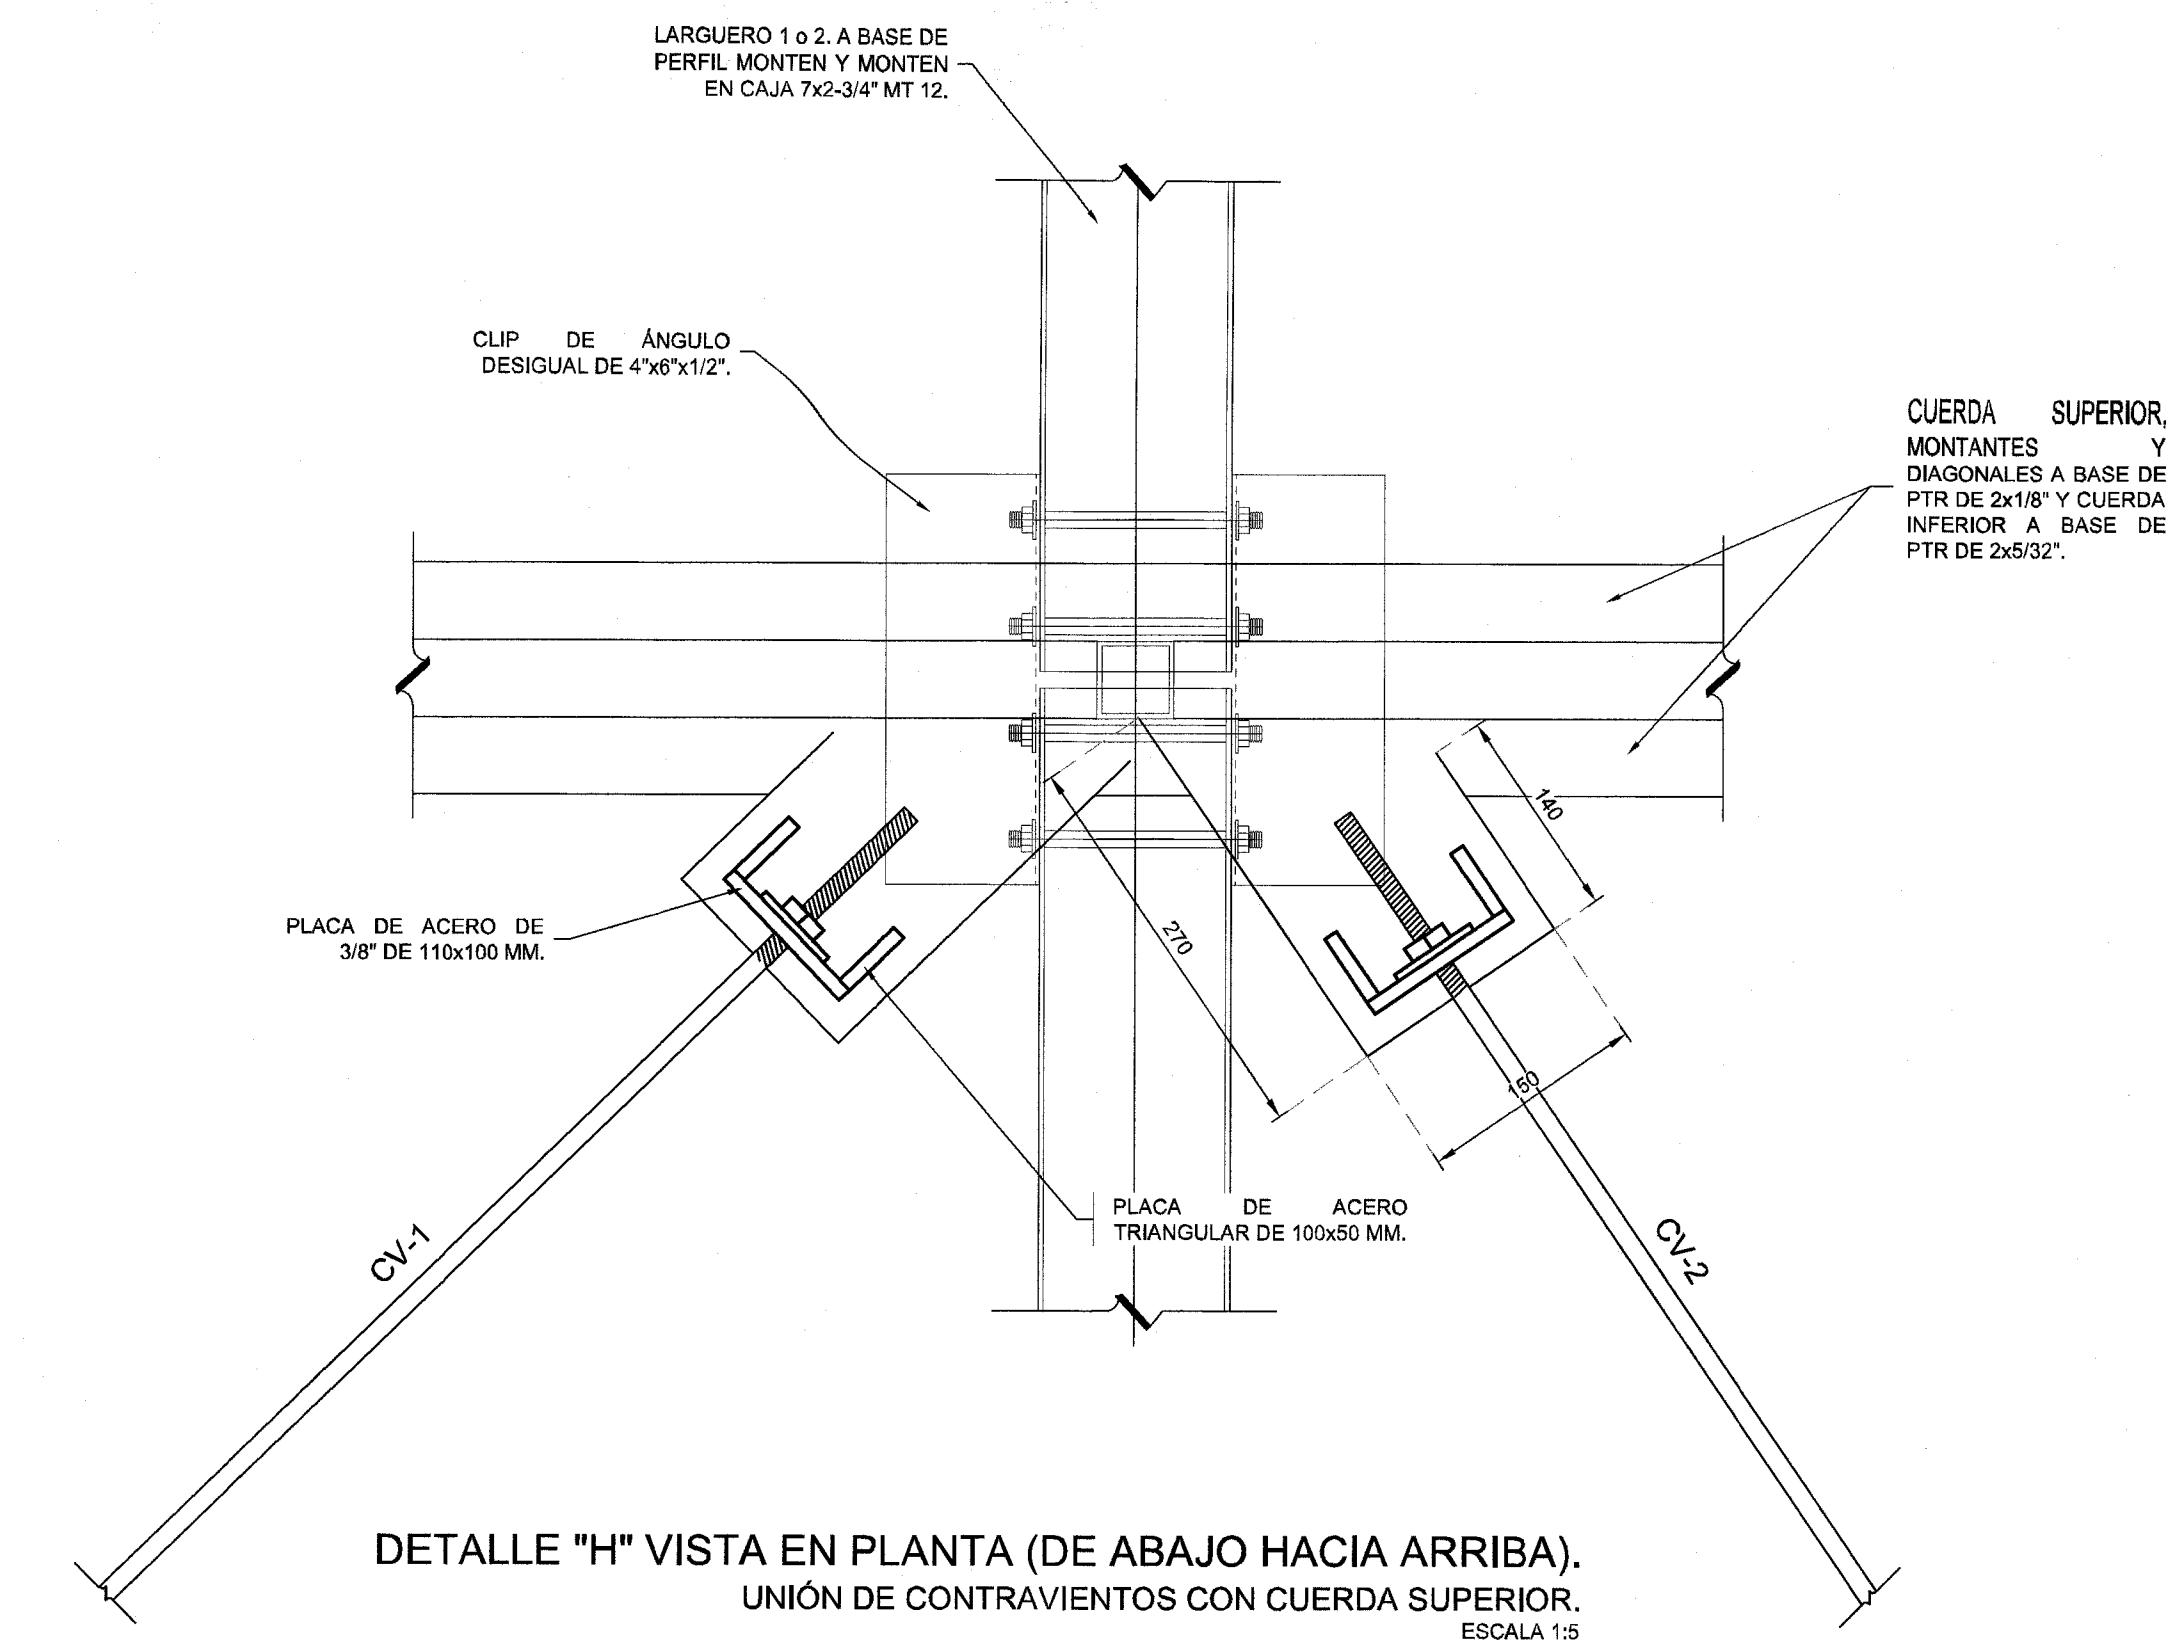 LARGUERO 1 o 2. A BASE DE
PERFIL MONTEN Y MONTEN
EN CAJA 7x2-3/4" MT 12.
CLIP DE ÁNGULO
DESIGUAL DE 4"x6"x1/2".
CUERDA SUPERIOR,
MONTANTES Y
DIAGONALES A BASE DE
PTR DE 2x1/8" Y CUERDA
INFERIOR A BASE DE
PTR DE 2x5/32".
140
270
PLACA DE ACERO DE
3/8" DE 110x100 MM.
150
PLACA DE ACERO
TRIANGULAR DE 100x50 MM.
CV-1
CV-2
DETALLE "H" VISTA EN PLANTA (DE ABAJO HACIA ARRIBA).
UNIÓN DE CONTRAVIENTOS CON CUERDA SUPERIOR.
ESCALA 1:5